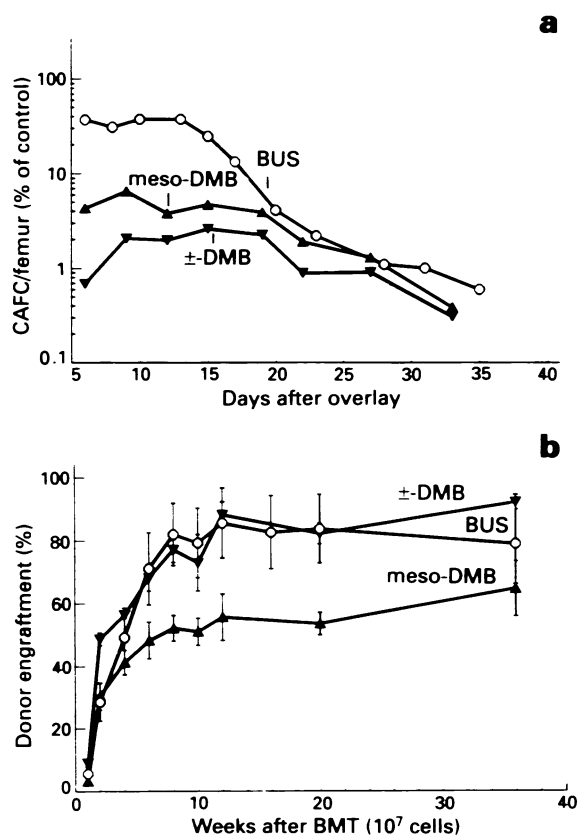 a
100
10
1
0.1
CAFC/femur (% of control)
BUS
meso-DMB
±-DMB
5 10 15 20 25 30 35 40
Days after overlay
b
100
80
60
40
20
0
Donor engraftment (%)
±-DMB
BUS
meso-DMB
0 10 20 30 40
Weeks after BMT (10⁷ cells)